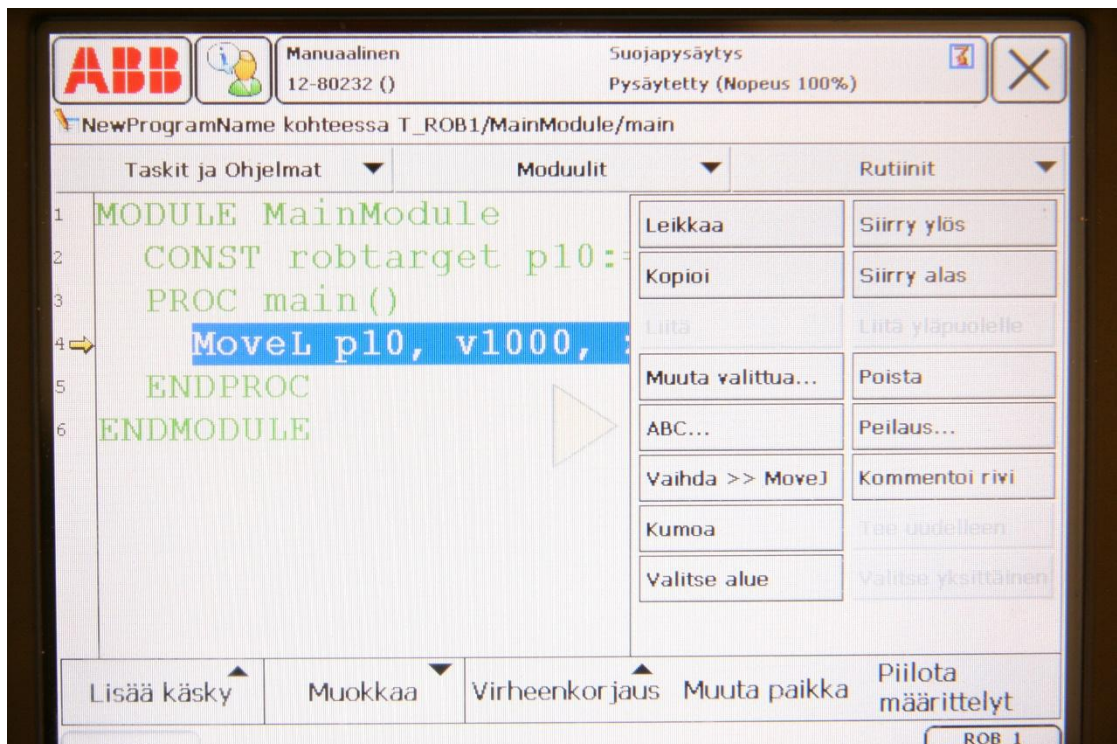 ABB
Manuaalinen
12-80232 ()
Suojapysäytys
Pysäytetty (Nopeus 100%)
NewProgramName kohteessa T_ROB1/MainModule/main
Taskit ja Ohjelmat Moduulit Rutiinit
1 MODULE MainModule
2 CONST robtarget p10:=
3 PROC main()
4 MoveL p10, v1000,
5 ENDPROC
6 ENDMODULE
Leikkaa Siirry ylös
Kopioi Siirry alas
Liitä Liitä yläpuolelle
Muuta valittua... Poista
ABC... Peilaus...
Vaihda >> MoveJ Kommentoi rivi
Kumoa Tee uudelleen
Valitse alue Valitse yksittäinen
Lisää käsky Muokkaa Virheenkorjaus Muuta paikka Piilota
määrittelyt
ROB_1